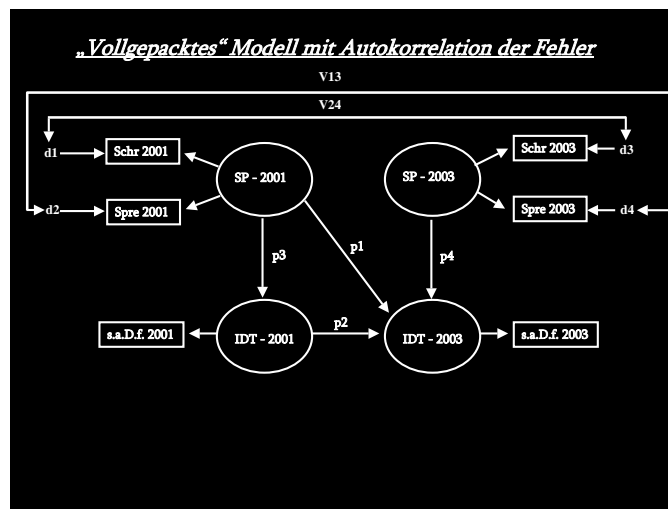 „Vollgepacktes“ Modell mit Autokorrelation der Fehler
V13
V24
d1
Schr 2001
SP - 2001
SP - 2003
Schr 2003
d3
d2
Spre 2001
Spre 2003
d4
p3
p1
p4
s.a.D.f. 2001
IDT - 2001
p2
IDT - 2003
s.a.D.f. 2003